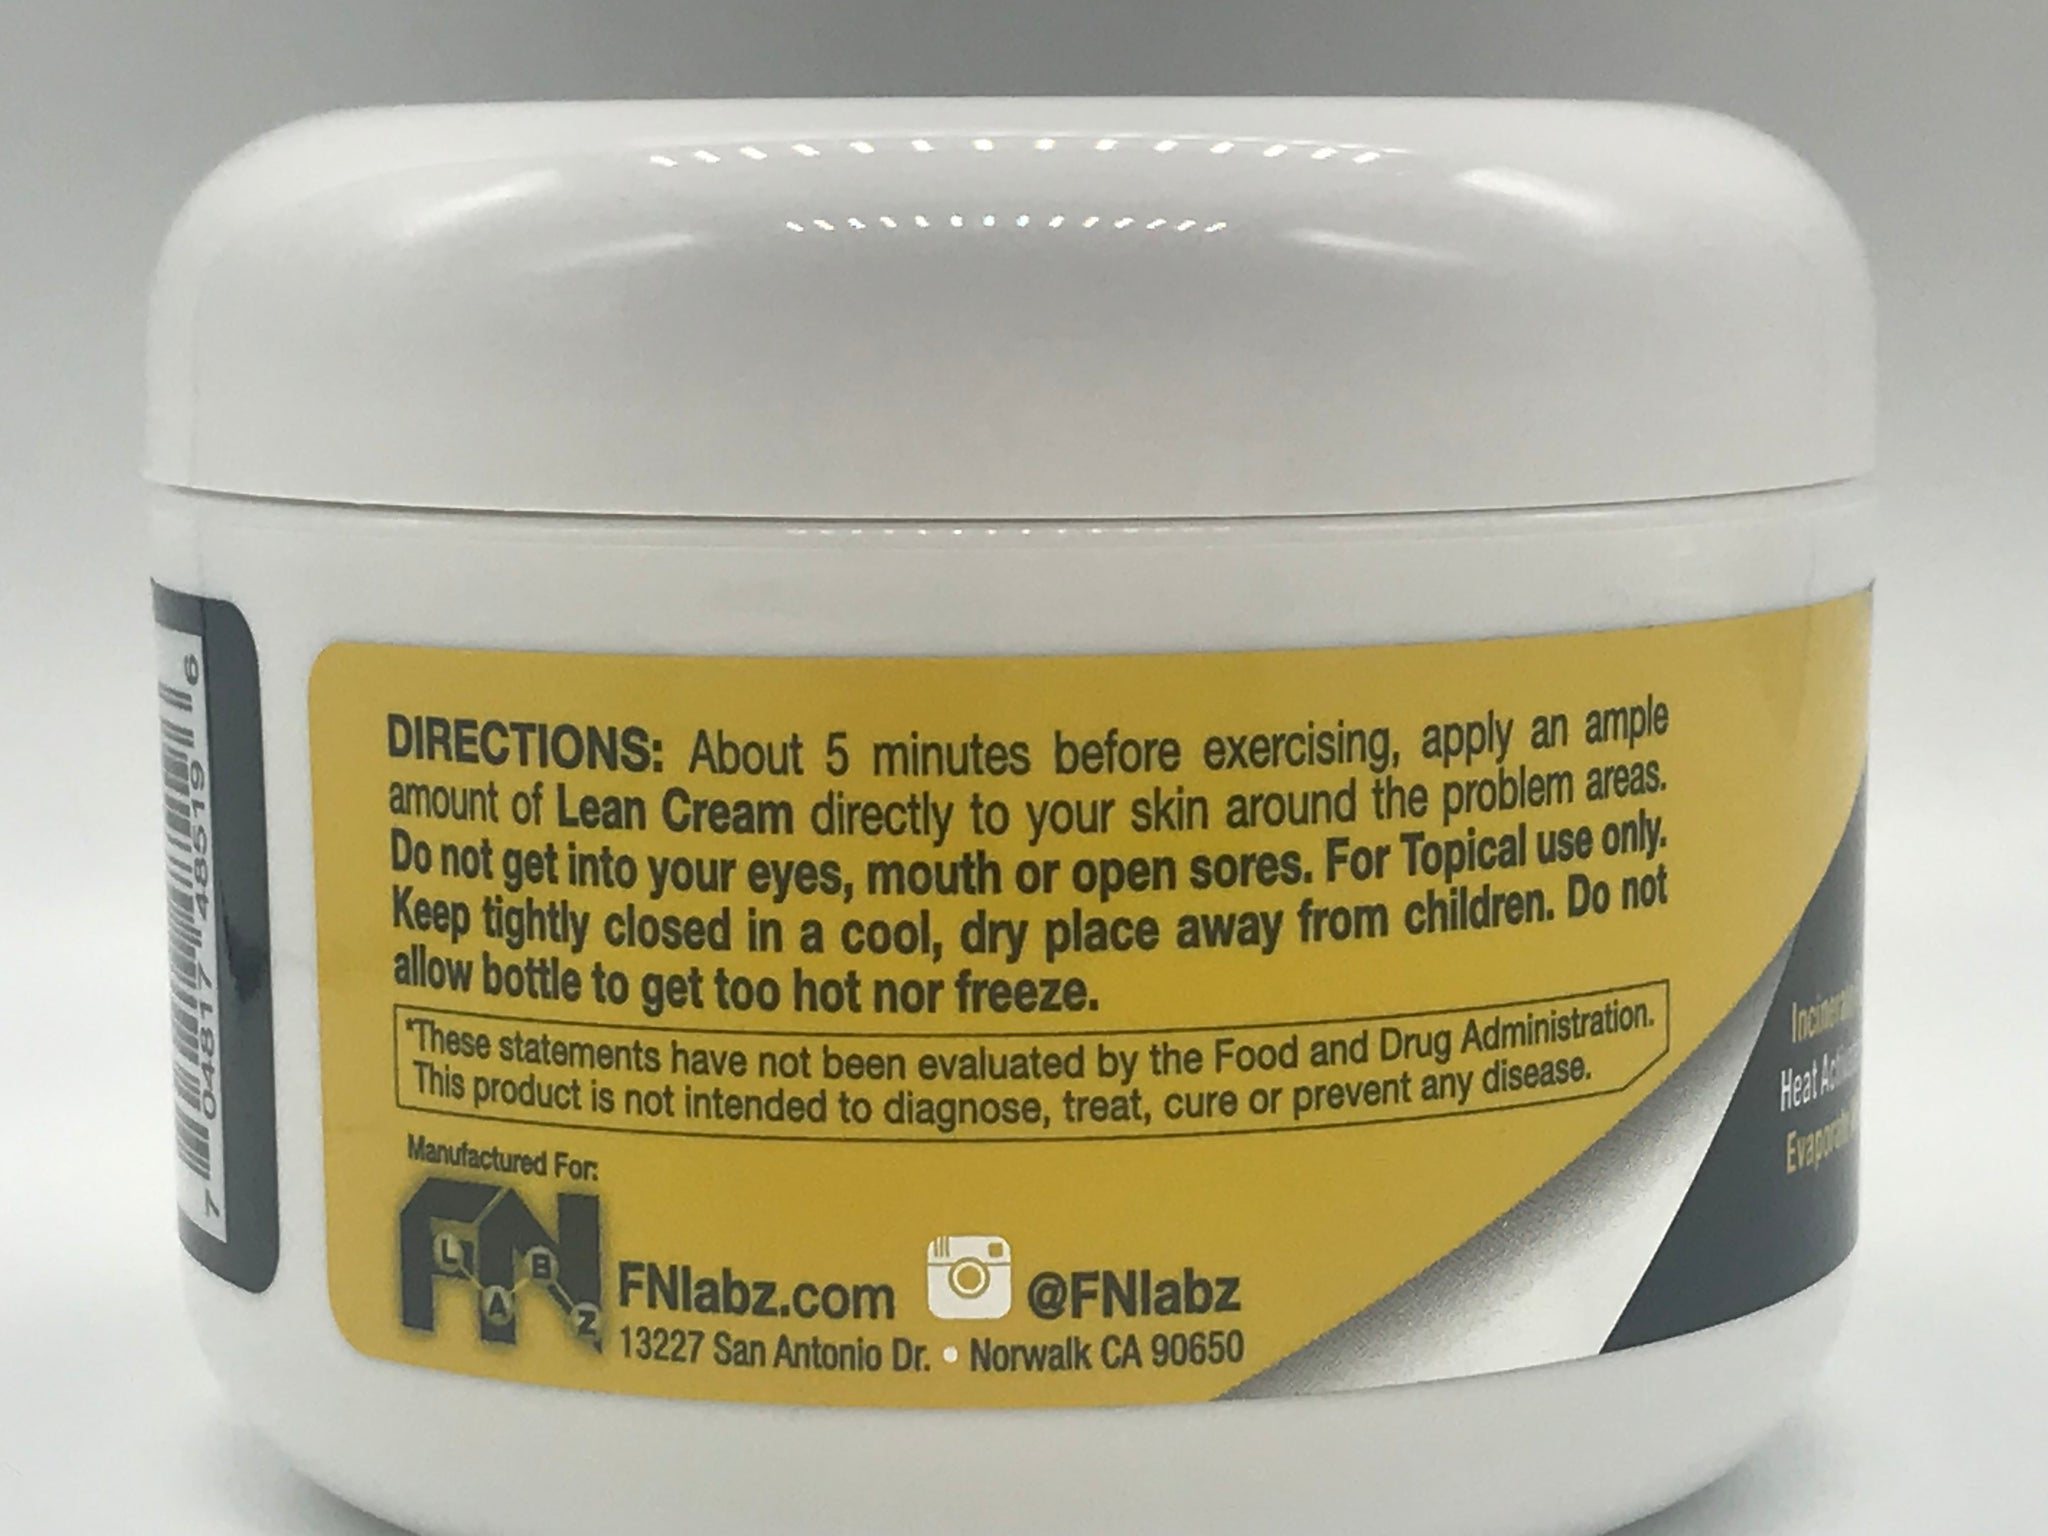 DIRECTIONS: About 5 minutes before exercising, apply an ample
amount of Lean Cream directly to your skin around the problem areas.
Do not get into your eyes, mouth or open sores. For Topical use only.
Keep tightly closed in a cool, dry place away from children. Do not
allow bottle to get too hot nor freeze.
*These statements have not been evaluated by the Food and Drug Administration.
This product is not intended to diagnose, treat, cure or prevent any disease.
Manufactured For:
FN
LABZ
FNlabz.com @FNlabz
13227 San Antonio Dr. • Norwalk CA 90650
7 04817 48519 6
Heat